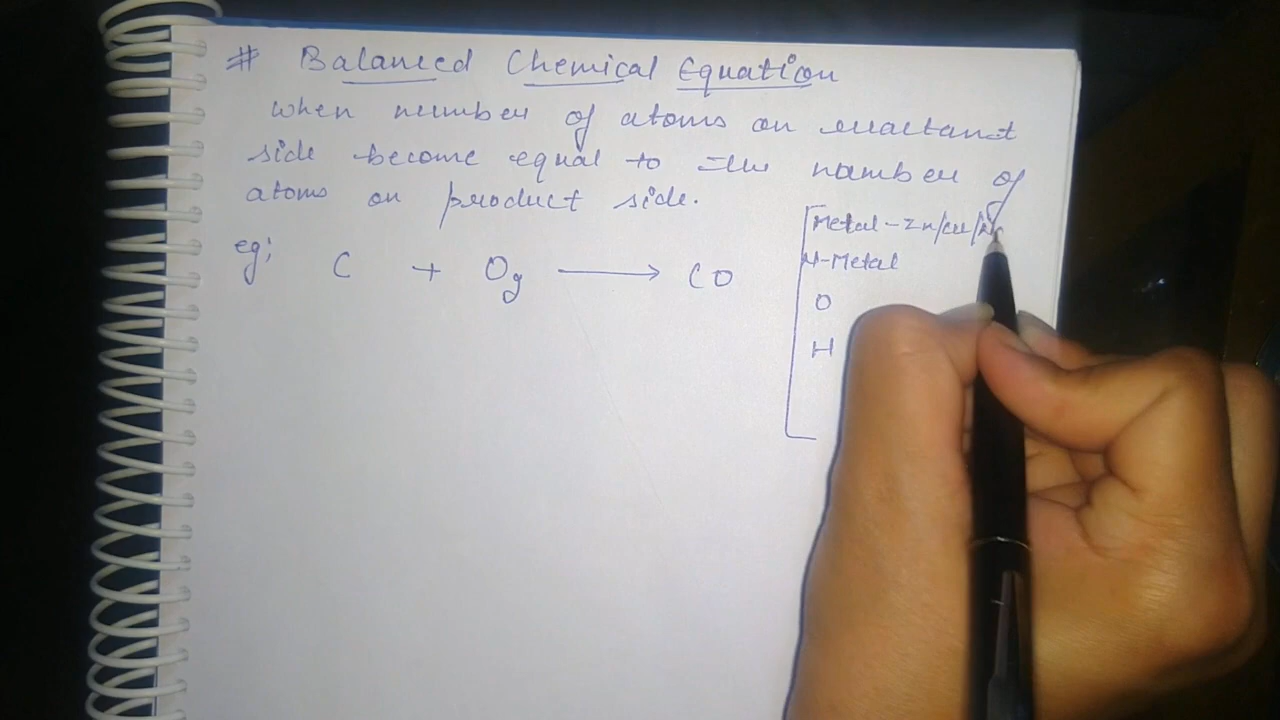 # Balanced Chemical Equation
when number of atoms on reactant
side become equal to the number of
atoms on product side.
eg: C + O₂ → CO
Metal - Zn/Cu/
N-Metal
O
H